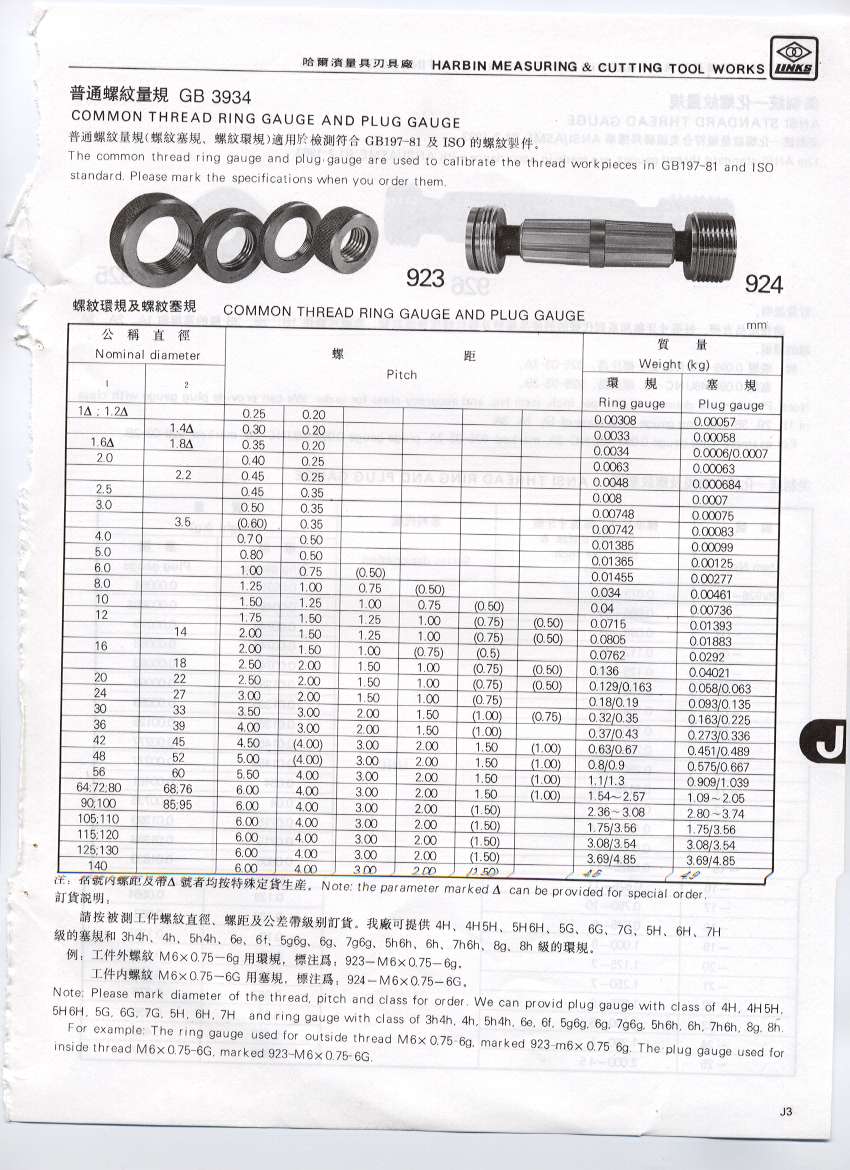 哈爾濱量具刃具廠 HARBIN MEASURING & CUTTING TOOL WORKS LINKS
普通螺紋量規 GB 3934
COMMON THREAD RING GAUGE AND PLUG GAUGE
普通螺紋量規(螺紋塞規、螺紋環規)適用於檢測符合 GB197-81 及 ISO 的螺紋製件。
The common thread ring gauge and plug gauge are used to calibrate the thread workpieces in GB197~81 and ISO
standard. Please mark the specifications when you order them.
923
924
螺紋環規及螺紋塞規 COMMON THREAD RING GAUGE AND PLUG GAUGE
mm
公 稱 直 徑 螺 距 質 量
Nominal diameter Pitch Weight (kg)
1 2 環 規 塞 規
Ring gauge Plug gauge
1Δ ; 1.2Δ 0.25 0.20 0.00308 0.00057
1.4Δ 0.30 0.20 0.0033 0.00058
1.6Δ 1.8Δ 0.35 0.20 0.0034 0.0006/0.0007
2.0 0.40 0.25 0.0063 0.00063
2.2 0.45 0.25 0.0048 0.000684
2.5 0.45 0.35 0.008 0.0007
3.0 0.50 0.35 0.00748 0.00075
3.5 (0.60) 0.35 0.00742 0.00083
4.0 0.70 0.50 0.01385 0.00099
5.0 0.80 0.50 0.01365 0.00125
6.0 1.00 0.75 (0.50) 0.01455 0.00277
8.0 1.25 1.00 0.75 (0.50) 0.034 0.00461
10 1.50 1.25 1.00 0.75 (0.50) 0.04 0.00736
12 1.75 1.50 1.25 1.00 (0.75) (0.50) 0.0715 0.01393
14 2.00 1.50 1.25 1.00 (0.75) (0.50) 0.0805 0.01883
16 2.00 1.50 1.00 (0.75) (0.5) 0.0762 0.0292
18 2.50 2.00 1.50 1.00 (0.75) (0.50) 0.136 0.04021
20 22 2.50 2.00 1.50 1.00 (0.75) (0.50) 0.129/0.163 0.058/0.063
24 27 3.00 2.00 1.50 1.00 (0.75) 0.18/0.19 0.093/0.135
30 33 3.50 3.00 2.00 1.50 (1.00) (0.75) 0.32/0.35 0.163/0.225
36 39 4.00 3.00 2.00 1.50 (1.00) 0.37/0.43 0.273/0.336
42 45 4.50 (4.00) 3.00 2.00 1.50 (1.00) 0.63/0.67 0.451/0.489
48 52 5.00 (4.00) 3.00 2.00 1.50 (1.00) 0.8/0.9 0.575/0.667
56 60 5.50 4.00 3.00 2.00 1.50 (1.00) 1.1/1.3 0.909/1.039
64;72;80 68;76 6.00 4.00 3.00 2.00 1.50 (1.00) 1.54~2.57 1.09~2.05
90;100 85;95 6.00 4.00 3.00 2.00 (1.50) 2.36~3.08 2.80~3.74
105;110 6.00 4.00 3.00 2.00 (1.50) 1.75/3.56 1.75/3.56
115;120 6.00 4.00 3.00 2.00 (1.50) 3.08/3.54 3.08/3.54
125;130 6.00 4.00 3.00 2.00 (1.50) 3.69/4.85 3.69/4.85
140 6.00 4.00 3.00 2.00 (1.50) 4.8 4.9
注：括號内螺距及帶Δ 號者均按特殊定貨生産。 Note: the parameter marked Δ can be provided for special order.
訂貨説明：
請按被測工件螺紋直徑、螺距及公差帶級别訂貨。我廠可提供 4H、4H5H、5H6H、5G、6G、7G、5H、6H、7H
級的塞規和 3h4h、4h、5h4h、6e、6f、5g6g、6g、7g6g、5h6h、6h、7h6h、8g、8h 級的環規。
例：工件外螺紋 M6×0.75—6g 用環規，標注爲：923—M6×0.75—6g。
工件内螺紋 M6×0.75—6G 用塞規，標注爲：924—M6×0.75—6G。
Note: Please mark diameter of the thread, pitch and class for order. We can provid plug gauge with class of 4H, 4H5H,
5H6H, 5G, 6G, 7G, 5H, 6H, 7H and ring gauge with class of 3h4h, 4h, 5h4h, 6e, 6f, 5g6g, 6g, 7g6g, 5h6h, 6h, 7h6h, 8g, 8h.
For example: The ring gauge used for outside thread M6×0.75-6g, marked 923-m6×0.75 6g. The plug gauge used for
inside thread M6×0.75-6G, marked 923-M6×0.75-6G.
J
J3